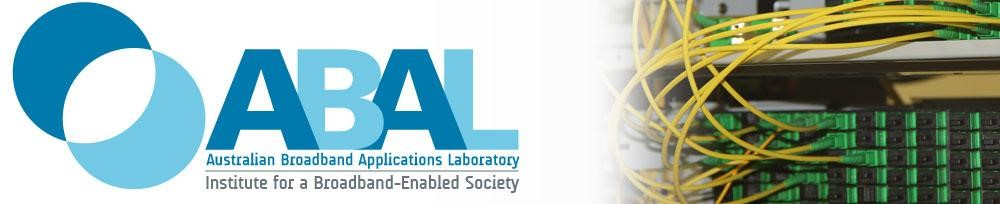 ABAL
Australian Broadband Applications Laboratory
Institute for a Broadband-Enabled Society